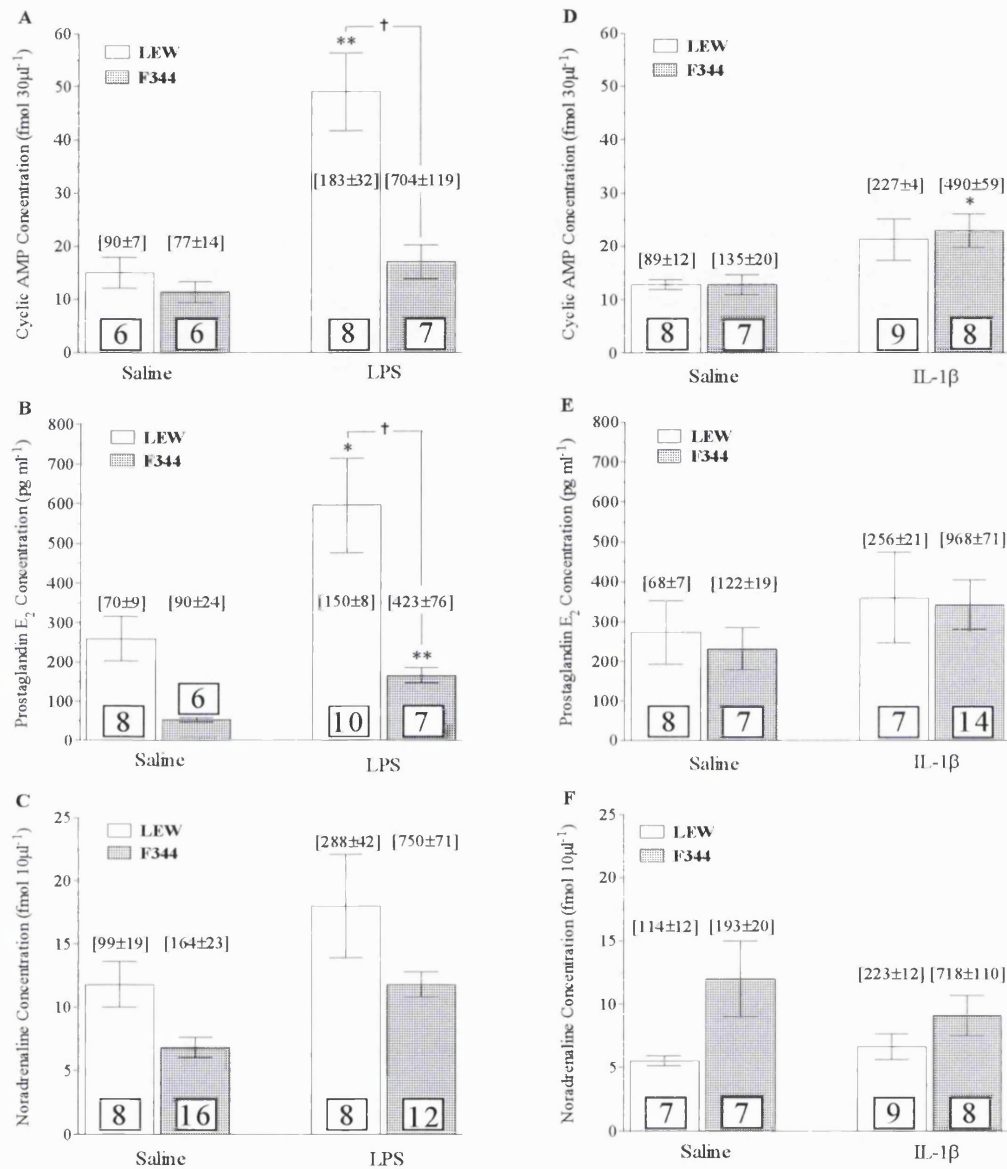 A
Cyclic AMP Concentration (fmol 30µl⁻¹)
60
50
40
30
20
10
0
LEW
F344
** †
[90±7] [77±14]
[183±32] [704±119]
6 6 8 7
Saline LPS
D
Cyclic AMP Concentration (fmol 30µl⁻¹)
60
50
40
30
20
10
0
LEW
F344
[89±12] [135±20]
[227±4] [490±59]
*
8 7 9 8
Saline IL-1β
B
Prostaglandin E₂ Concentration (pg ml⁻¹)
800
700
600
500
400
300
200
100
0
LEW
F344
* †
[70±9] [90±24]
[150±8] [423±76]
**
8 6 10 7
Saline LPS
E
Prostaglandin E₂ Concentration (pg ml⁻¹)
800
700
600
500
400
300
200
100
0
LEW
F344
[68±7] [122±19]
[256±21] [968±71]
8 7 7 14
Saline IL-1β
C
Noradrenaline Concentration (fmol 10µl⁻¹)
25
20
15
10
5
0
LEW
F344
[99±19] [164±23]
[288±42] [750±71]
8 16 8 12
Saline LPS
F
Noradrenaline Concentration (fmol 10µl⁻¹)
25
20
15
10
5
0
LEW
F344
[114±12] [193±20]
[223±12] [718±110]
7 7 9 8
Saline IL-1β